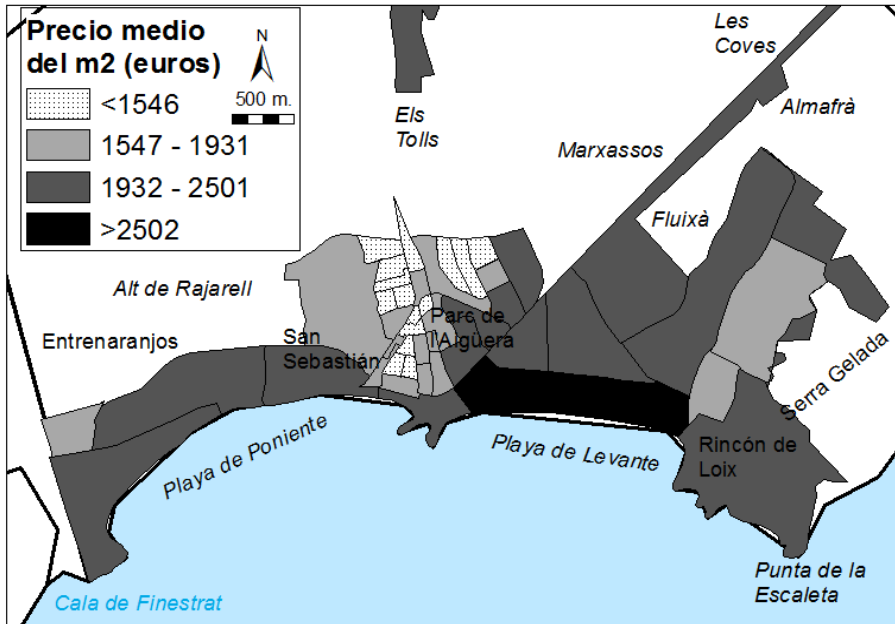 Precio medio
del m2 (euros)
N
500 m.
<1546
1547 - 1931
1932 - 2501
>2502
Les
Coves
Almafrà
Els
Tolls
Marxassos
Fluixà
Alt de Rajarell
Entrenaranjos
San
Sebastián
Parc de
l'Aigüera
Serra Gelada
Playa de Poniente
Playa de Levante
Rincón de
Loix
Punta de la
Escaleta
Cala de Finestrat